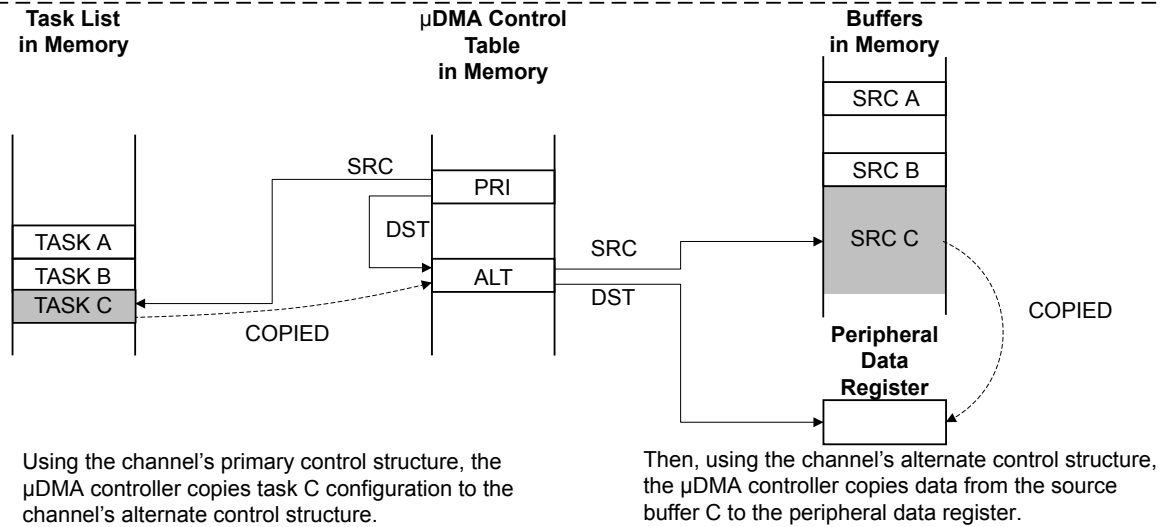 Task List
in Memory
µDMA Control
Table
in Memory
Buffers
in Memory
SRC A
SRC B
SRC C
SRC
PRI
DST
ALT
SRC
DST
TASK A
TASK B
TASK C
COPIED
COPIED
Peripheral
Data
Register
Using the channel's primary control structure, the
µDMA controller copies task C configuration to the
channel's alternate control structure.
Then, using the channel's alternate control structure,
the µDMA controller copies data from the source
buffer C to the peripheral data register.